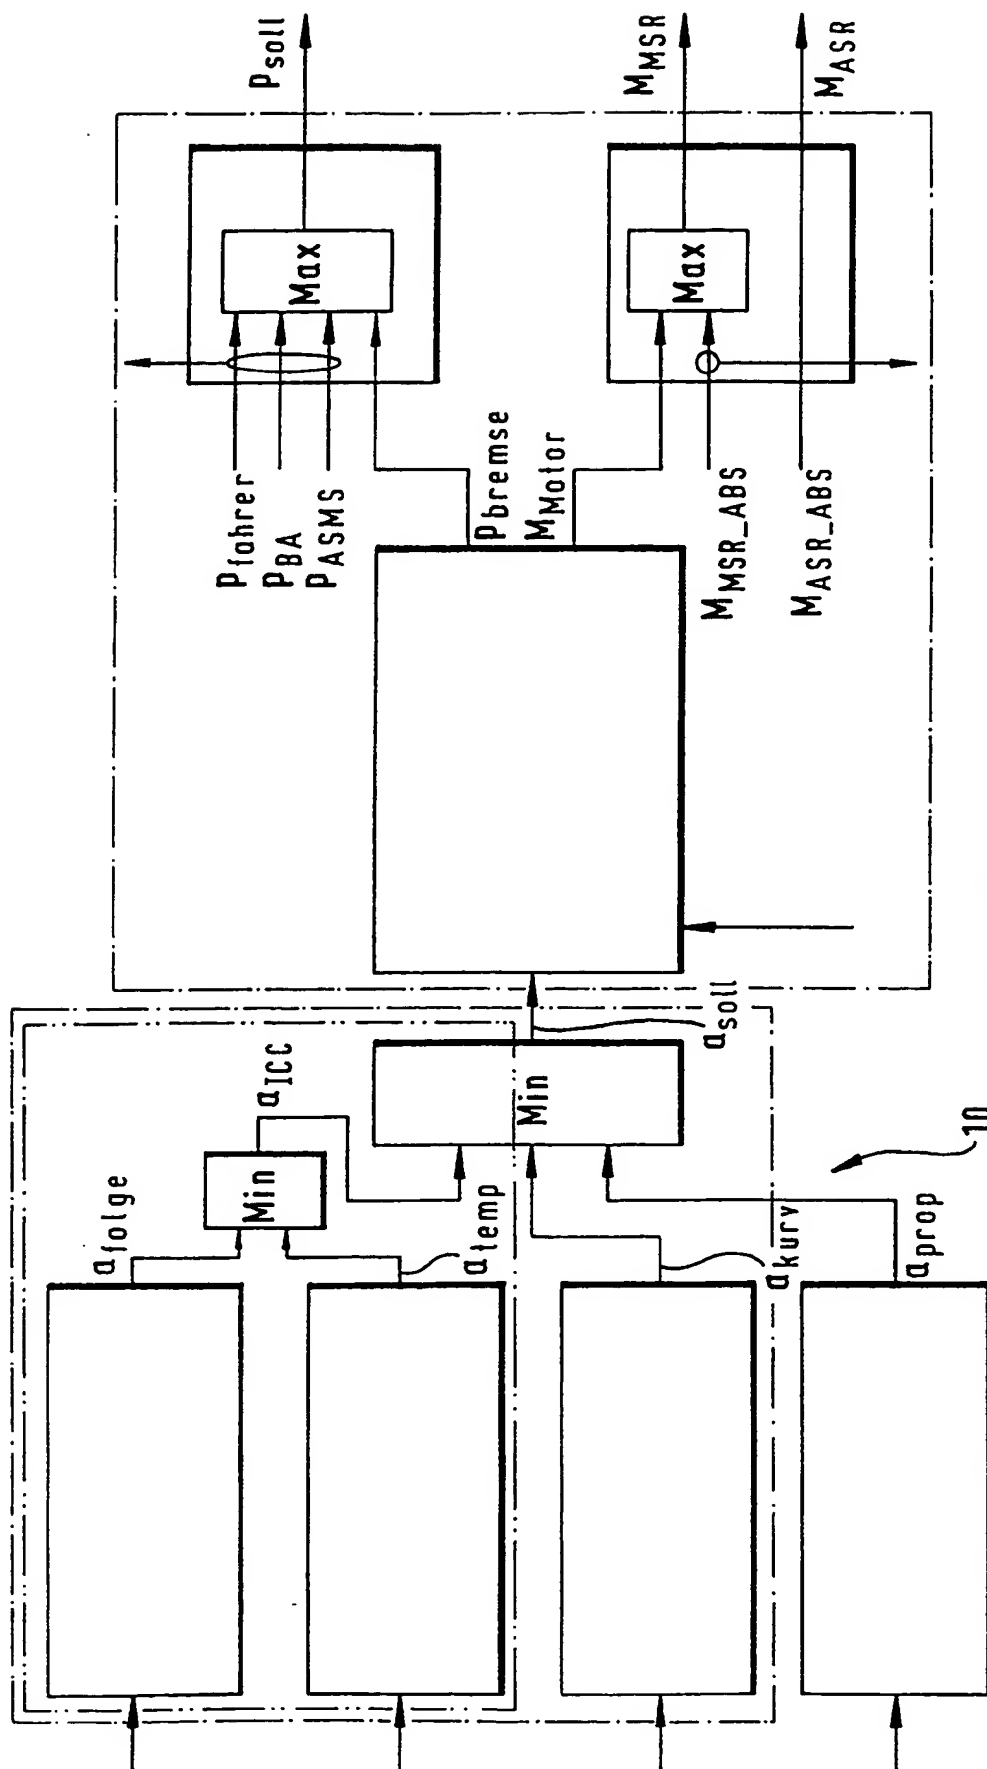 a_folge
a_temp
a_kurv
a_prop
Min
a_ICC
Min
a_soll
10
P_fahrer
P_BA
P_ASMS
P_bremse
M_Motor
M_MSR_ABS
M_ASR_ABS
Max
Max
P_soll
M_MSR
M_ASR